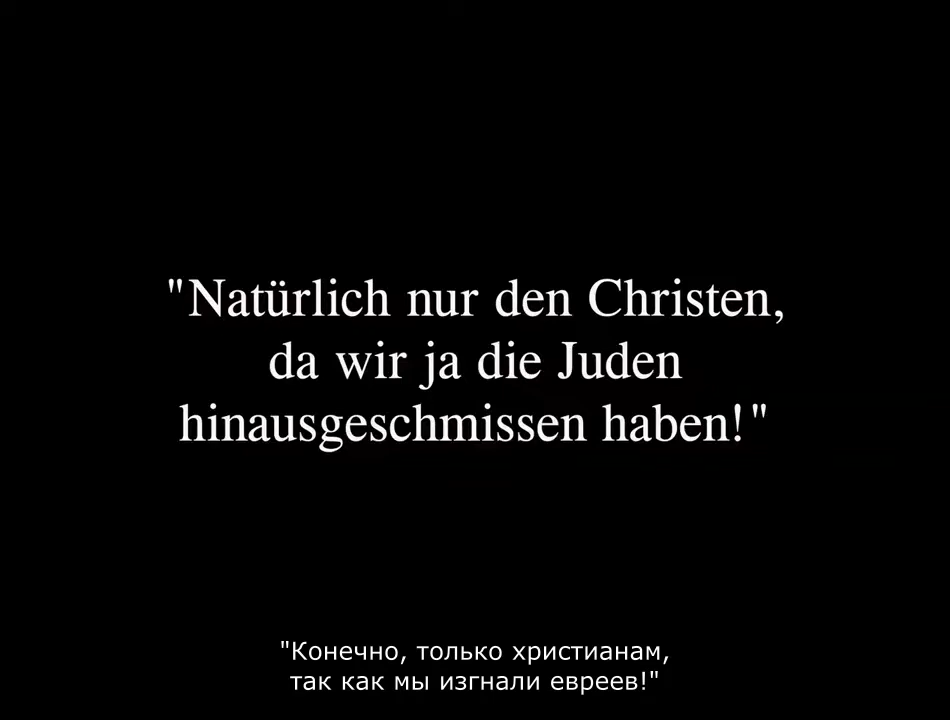 "Natürlich nur den Christen,
da wir ja die Juden
hinausgeschmissen haben!"
"Конечно, только христианам,
так как мы изгнали евреев!"